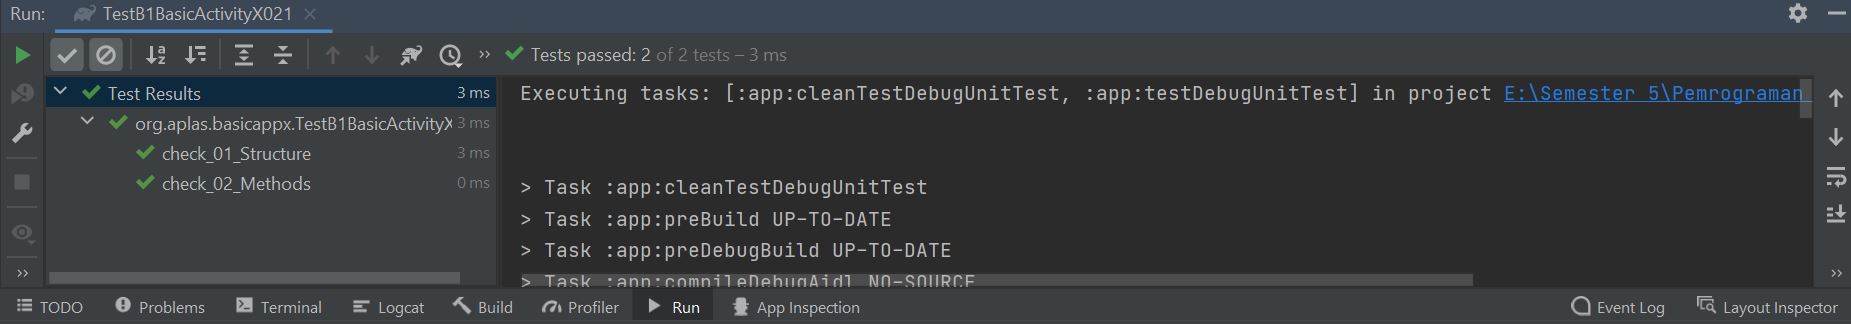 Run: TestB1BasicActivityX021
Tests passed: 2 of 2 tests – 3 ms
Test Results 3 ms
org.aplas.basicappx.TestB1BasicActivityX 3 ms
check_01_Structure 3 ms
check_02_Methods 0 ms
Executing tasks: [:app:cleanTestDebugUnitTest, :app:testDebugUnitTest] in project E:\Semester 5\Pemrograman
> Task :app:cleanTestDebugUnitTest
> Task :app:preBuild UP-TO-DATE
> Task :app:preDebugBuild UP-TO-DATE
> Task :app:compileDebugAidl NO-SOURCE
TODO Problems Terminal Logcat Build Profiler Run App Inspection Event Log Layout Inspector